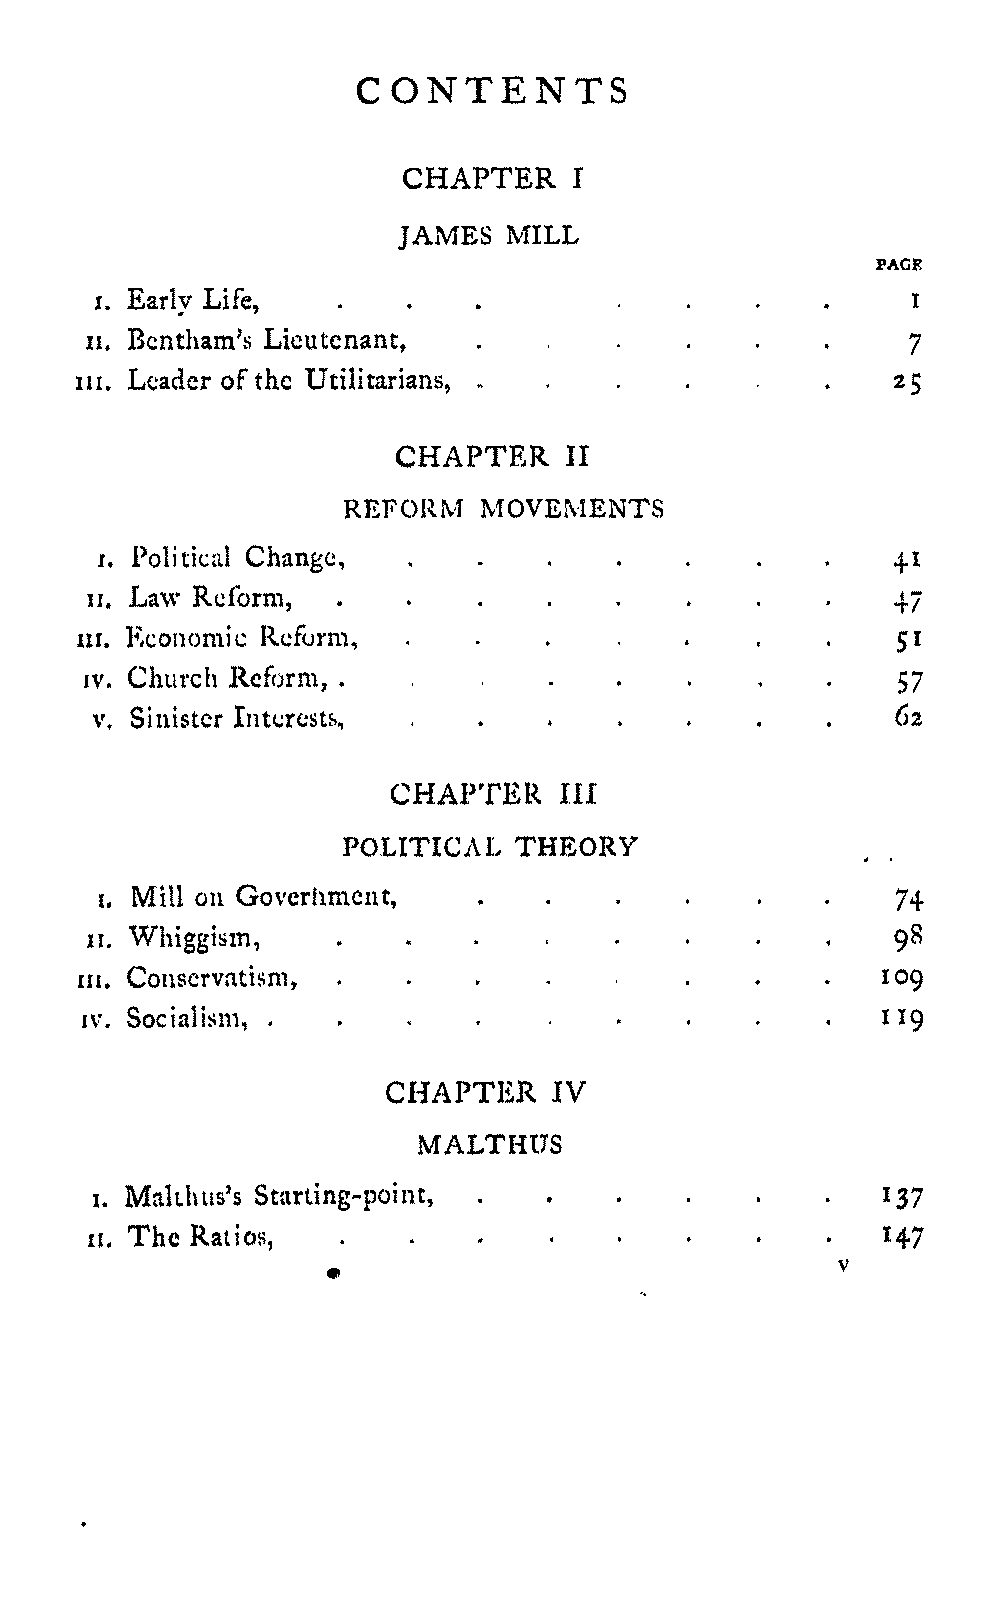 CONTENTS
CHAPTER I
JAMES MILL
PAGE
I. Early Life, . . . . . . . 1
II. Bentham's Lieutenant, . . . . . . 7
III. Leader of the Utilitarians, . . . . . . 25
CHAPTER II
REFORM MOVEMENTS
I. Political Change, . . . . . . . 41
II. Law Reform, . . . . . . . . 47
III. Economic Reform, . . . . . . . 51
IV. Church Reform, . . . . . . . . 57
V. Sinister Interests, . . . . . . . 62
CHAPTER III
POLITICAL THEORY
I. Mill on Government, . . . . . . 74
II. Whiggism, . . . . . . . . 98
III. Conservatism, . . . . . . . . 109
IV. Socialism, . . . . . . . . . 119
CHAPTER IV
MALTHUS
I. Malthus's Starting-point, . . . . . . 137
II. The Ratios, . . . . . . . . 147
v